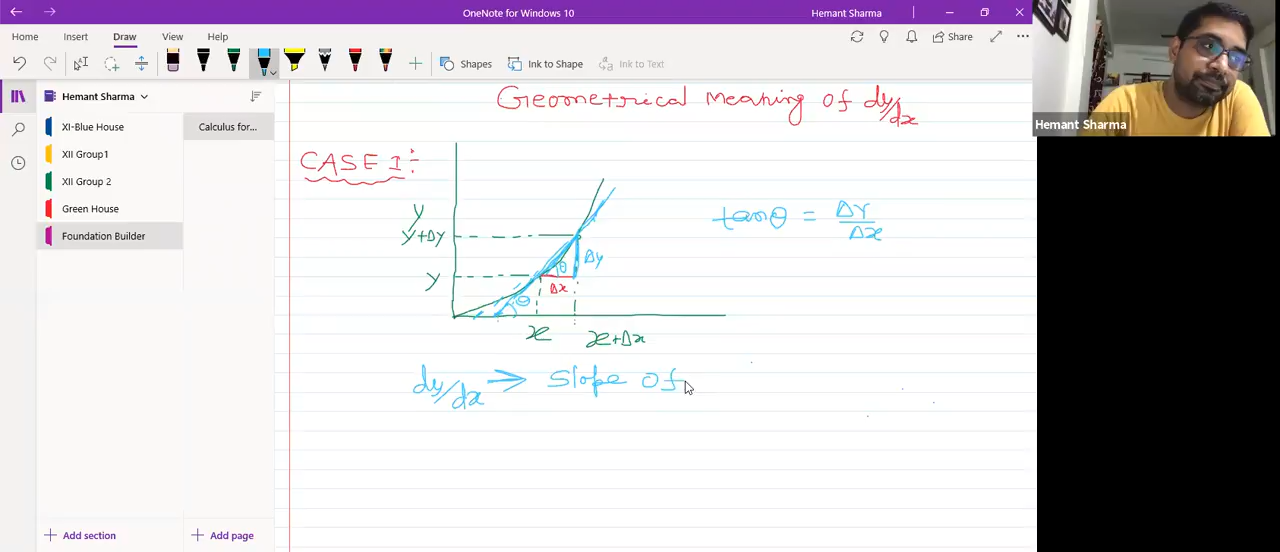 OneNote for Windows 10
Hemant Sharma
Home Insert Draw View Help
Share
Shapes Ink to Shape Ink to Text
Hemant Sharma
XI-Blue House
XII Group1
XII Group 2
Green House
Foundation Builder
Calculus for...
Add section
Add page
Hemant Sharma
Geometrical Meaning of dy/dx
CASE I :-
y
y+Δy
y
θ
θ
Δy
Δx
x
x+Δx
tanθ = ΔY/Δx
dy/dx → Slope Of